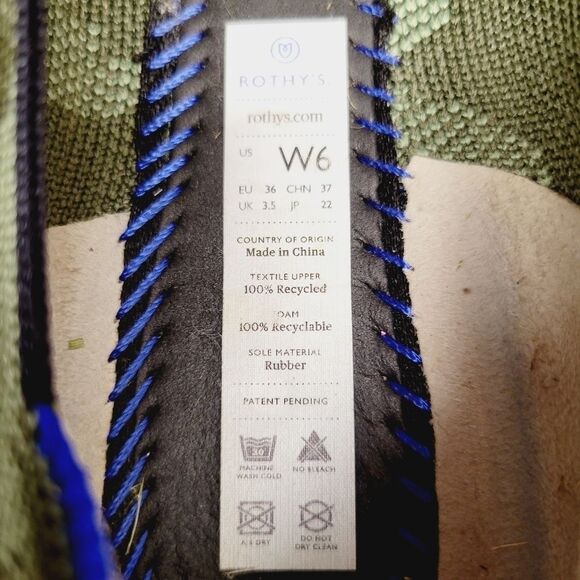 ROTHY'S.
rothys.com
US W6
EU 36 CHN 37
UK 3.5 JP 22
COUNTRY OF ORIGIN
Made in China
TEXTILE UPPER
100% Recycled
FOAM
100% Recyclable
SOLE MATERIAL
Rubber
PATENT PENDING
30
MACHINE NO BLEACH
WASH COLD
AIR DRY DO NOT
DRY CLEAN